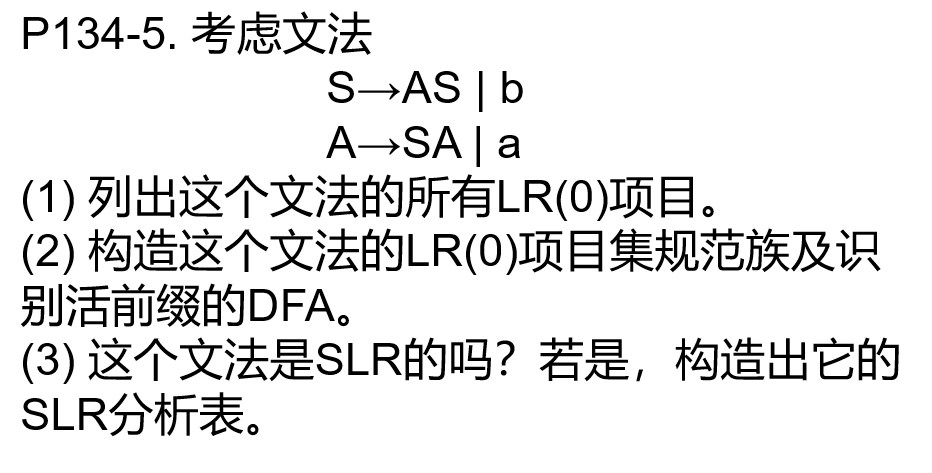 P134-5. 考虑文法
S→AS | b
A→SA | a
(1) 列出这个文法的所有LR(0)项目。
(2) 构造这个文法的LR(0)项目集规范族及识
别活前缀的DFA。
(3) 这个文法是SLR的吗？若是，构造出它的
SLR分析表。